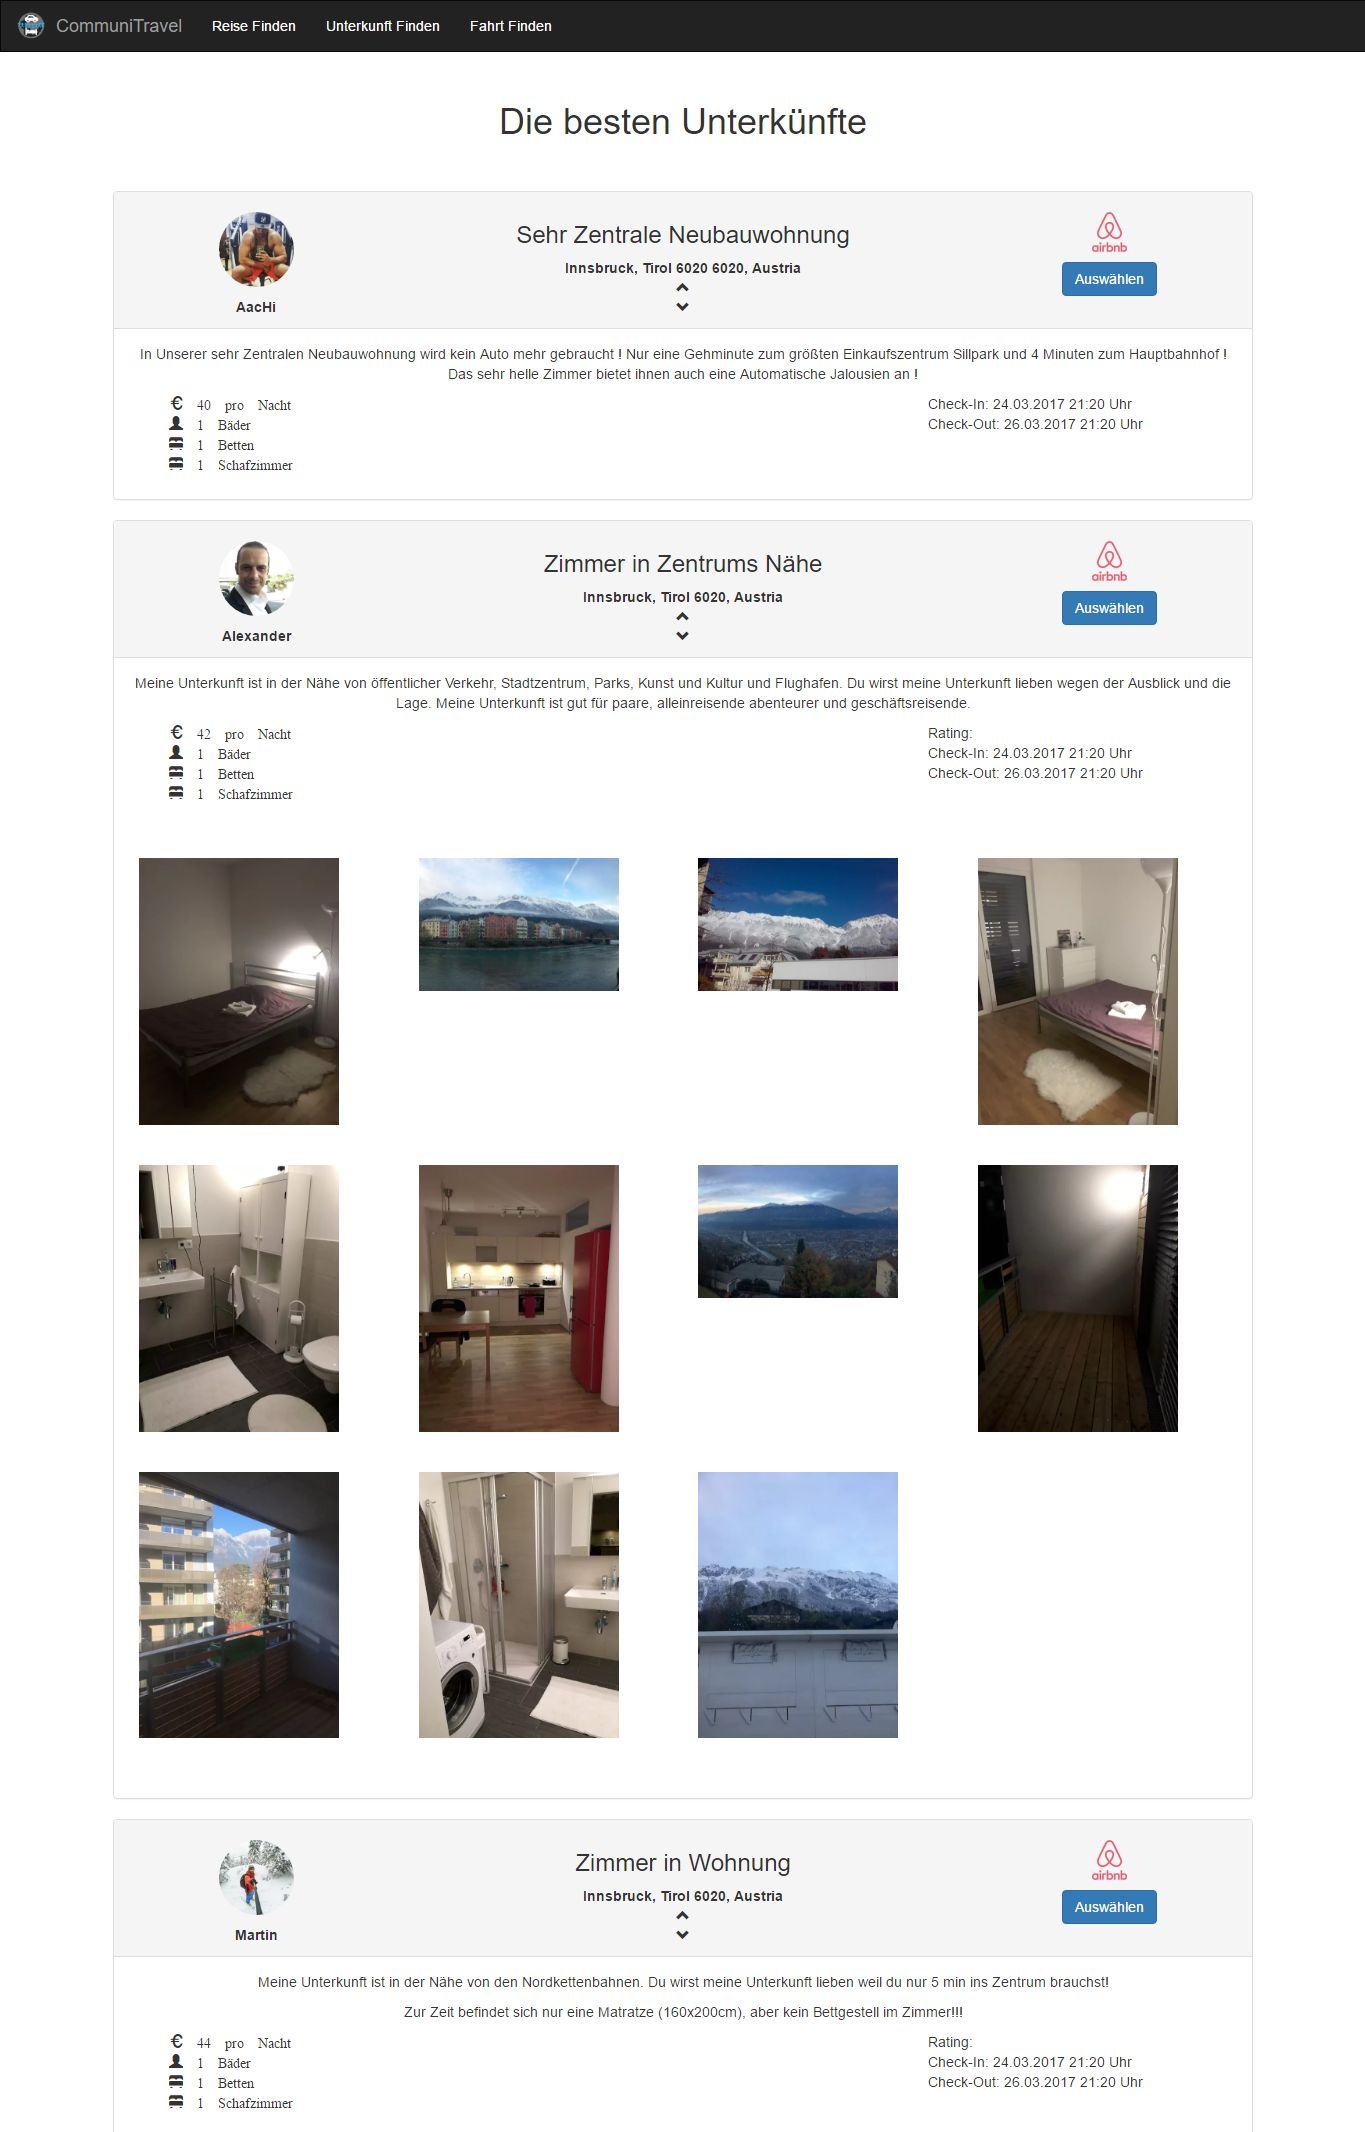 CommuniTravel Reise Finden Unterkunft Finden Fahrt Finden
Die besten Unterkünfte
AacHi
Sehr Zentrale Neubauwohnung
Innsbruck, Tirol 6020 6020, Austria
airbnb
Auswählen
In Unserer sehr Zentralen Neubauwohnung wird kein Auto mehr gebraucht ! Nur eine Gehminute zum größten Einkaufszentrum Sillpark und 4 Minuten zum Hauptbahnhof !
Das sehr helle Zimmer bietet ihnen auch eine Automatische Jalousien an !
€ 40 pro Nacht
1 Bäder
1 Betten
1 Schafzimmer
Check-In: 24.03.2017 21:20 Uhr
Check-Out: 26.03.2017 21:20 Uhr
Alexander
Zimmer in Zentrums Nähe
Innsbruck, Tirol 6020, Austria
airbnb
Auswählen
Meine Unterkunft ist in der Nähe von öffentlicher Verkehr, Stadtzentrum, Parks, Kunst und Kultur und Flughafen. Du wirst meine Unterkunft lieben wegen der Ausblick und die
Lage. Meine Unterkunft ist gut für paare, alleinreisende abenteurer und geschäftsreisende.
€ 42 pro Nacht
1 Bäder
1 Betten
1 Schafzimmer
Rating:
Check-In: 24.03.2017 21:20 Uhr
Check-Out: 26.03.2017 21:20 Uhr
Martin
Zimmer in Wohnung
Innsbruck, Tirol 6020, Austria
airbnb
Auswählen
Meine Unterkunft ist in der Nähe von den Nordkettenbahnen. Du wirst meine Unterkunft lieben weil du nur 5 min ins Zentrum brauchst!
Zur Zeit befindet sich nur eine Matratze (160x200cm), aber kein Bettgestell im Zimmer!!!
€ 44 pro Nacht
1 Bäder
1 Betten
1 Schafzimmer
Rating:
Check-In: 24.03.2017 21:20 Uhr
Check-Out: 26.03.2017 21:20 Uhr